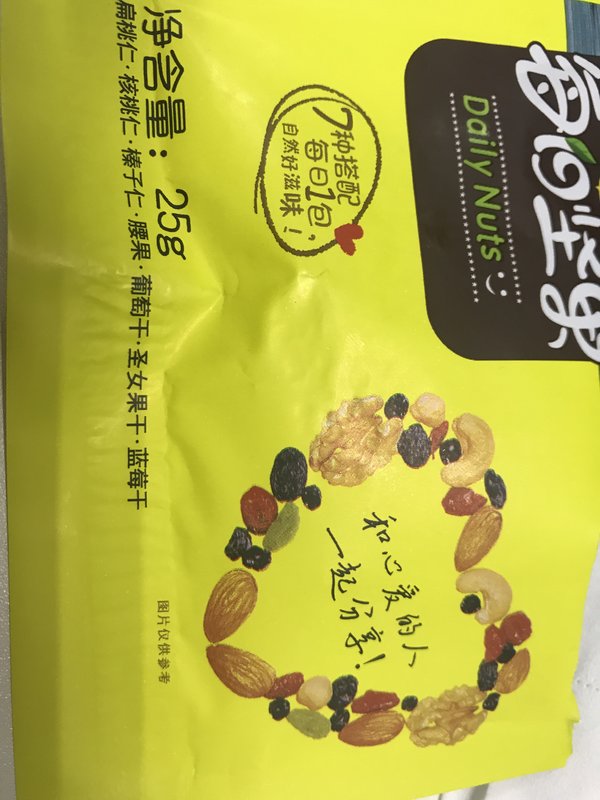 每日坚果
Daily Nuts
7种搭配
每日1包,
自然好滋味!
净含量: 25g
扁桃仁·核桃仁·榛子仁·腰果·葡萄干·圣女果干·蓝莓干
和心爱的人
一起分享!
图片仅供参考